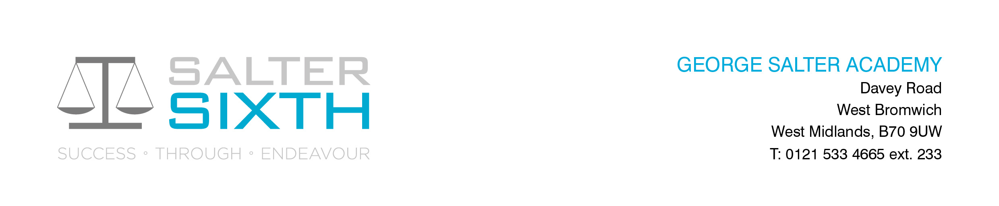 SALTER
SIXTH
SUCCESS ◦ THROUGH ◦ ENDEAVOUR
GEORGE SALTER ACADEMY
Davey Road
West Bromwich
West Midlands, B70 9UW
T: 0121 533 4665 ext. 233